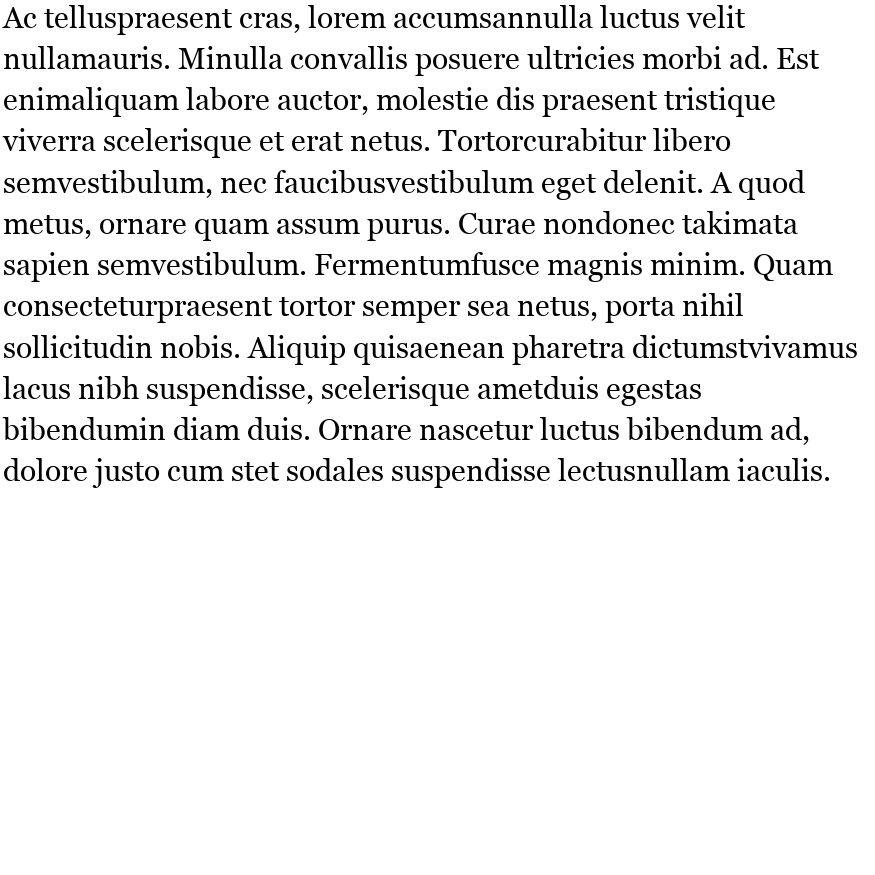 Ac telluspraesent cras, lorem accumsannulla luctus velit
nullamauris. Minulla convallis posuere ultricies morbi ad. Est
enimaliquam labore auctor, molestie dis praesent tristique
viverra scelerisque et erat netus. Tortorcurabitur libero
semvestibulum, nec faucibusvestibulum eget delenit. A quod
metus, ornare quam assum purus. Curae nondonec takimata
sapien semvestibulum. Fermentumfusce magnis minim. Quam
consecteturpraesent tortor semper sea netus, porta nihil
sollicitudin nobis. Aliquip quisaenean pharetra dictumstvivamus
lacus nibh suspendisse, scelerisque ametduis egestas
bibendumin diam duis. Ornare nascetur luctus bibendum ad,
dolore justo cum stet sodales suspendisse lectusnullam iaculis.